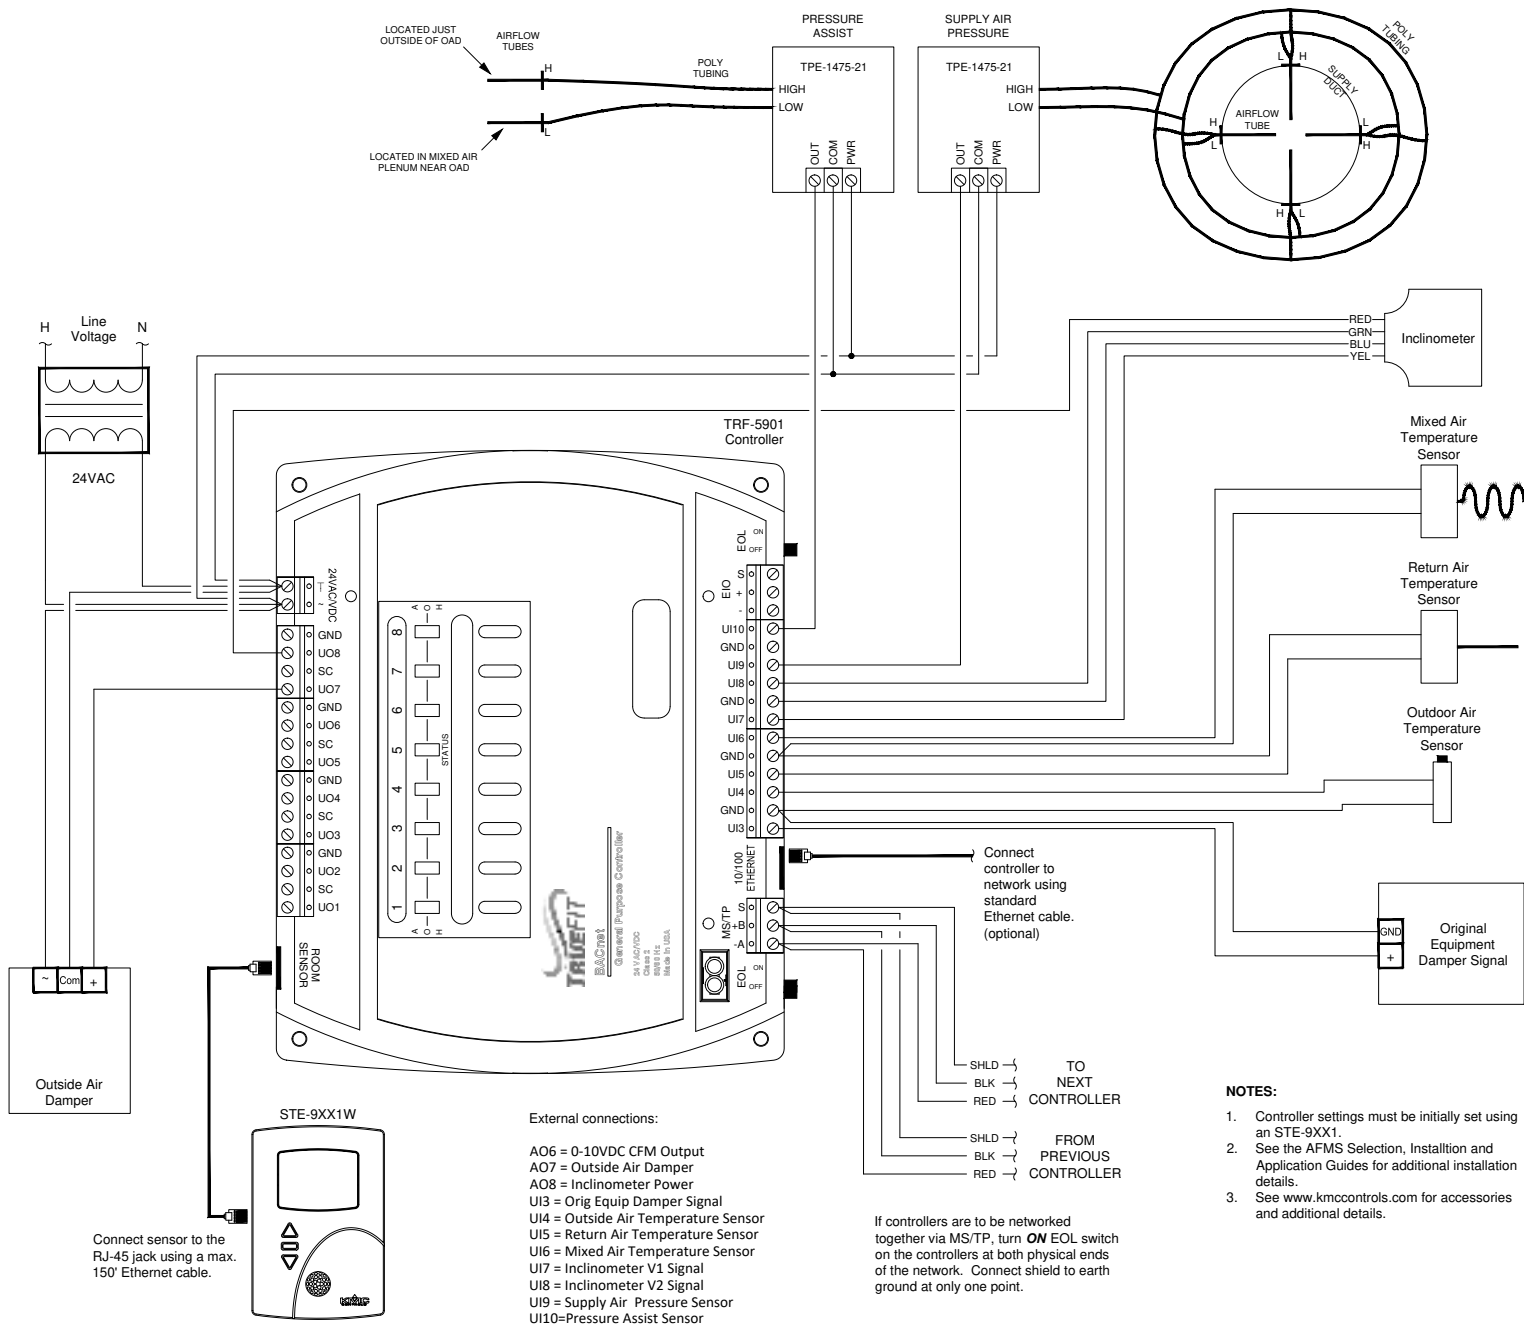 LOCATED JUST
OUTSIDE OF OAD
AIRFLOW
TUBES
H
L
POLY
TUBING
LOCATED IN MIXED AIR
PLENUM NEAR OAD
PRESSURE
ASSIST
TPE-1475-21
HIGH
LOW
OUT
COM
PWR
SUPPLY AIR
PRESSURE
TPE-1475-21
HIGH
LOW
OUT
COM
PWR
POLY
TUBING
SUPPLY
DUCT
AIRFLOW
TUBE
L H
H
L
L
H
H L
H
Line
Voltage
N
24VAC
RED
GRN
BLU
YEL
Inclinometer
Mixed Air
Temperature
Sensor
Return Air
Temperature
Sensor
Outdoor Air
Temperature
Sensor
TRF-5901
Controller
24VAC/VDC
~
GND
UO8
SC
UO7
GND
UO6
SC
UO5
GND
UO4
SC
UO3
GND
UO2
SC
UO1
ROOM
SENSOR
A O H
8
7
6
5
4
3
2
1
A O H
STATUS
TRUEFIT
BACnet
General Purpose Controller
24 VAC/VDC
Class 2
50/60 Hz
Made in USA
EOL
ON
OFF
EIO
S
+
-
UI10
GND
UI9
UI8
GND
UI7
UI6
GND
UI5
UI4
GND
UI3
10/100
ETHERNET
MS/TP
S
+B
-A
EOL
ON
OFF
Connect
controller to
network using
standard
Ethernet cable.
(optional)
GND
+
Original
Equipment
Damper Signal
~
Com
+
Outside Air
Damper
SHLD
BLK
RED
TO
NEXT
CONTROLLER
SHLD
BLK
RED
FROM
PREVIOUS
CONTROLLER
STE-9XX1W
KMC
Connect sensor to the
RJ-45 jack using a max.
150' Ethernet cable.
External connections:
AO6 = 0-10VDC CFM Output
AO7 = Outside Air Damper
AO8 = Inclinometer Power
UI3 = Orig Equip Damper Signal
UI4 = Outside Air Temperature Sensor
UI5 = Return Air Temperature Sensor
UI6 = Mixed Air Temperature Sensor
UI7 = Inclinometer V1 Signal
UI8 = Inclinometer V2 Signal
UI9 = Supply Air  Pressure Sensor
UI10=Pressure Assist Sensor
If controllers are to be networked
together via MS/TP, turn ON EOL switch
on the controllers at both physical ends
of the network.  Connect shield to earth
ground at only one point.
NOTES:
1. Controller settings must be initially set using
an STE-9XX1.
2. See the AFMS Selection, Installtion and
Application Guides for additional installation
details.
3. See www.kmccontrols.com for accessories
and additional details.